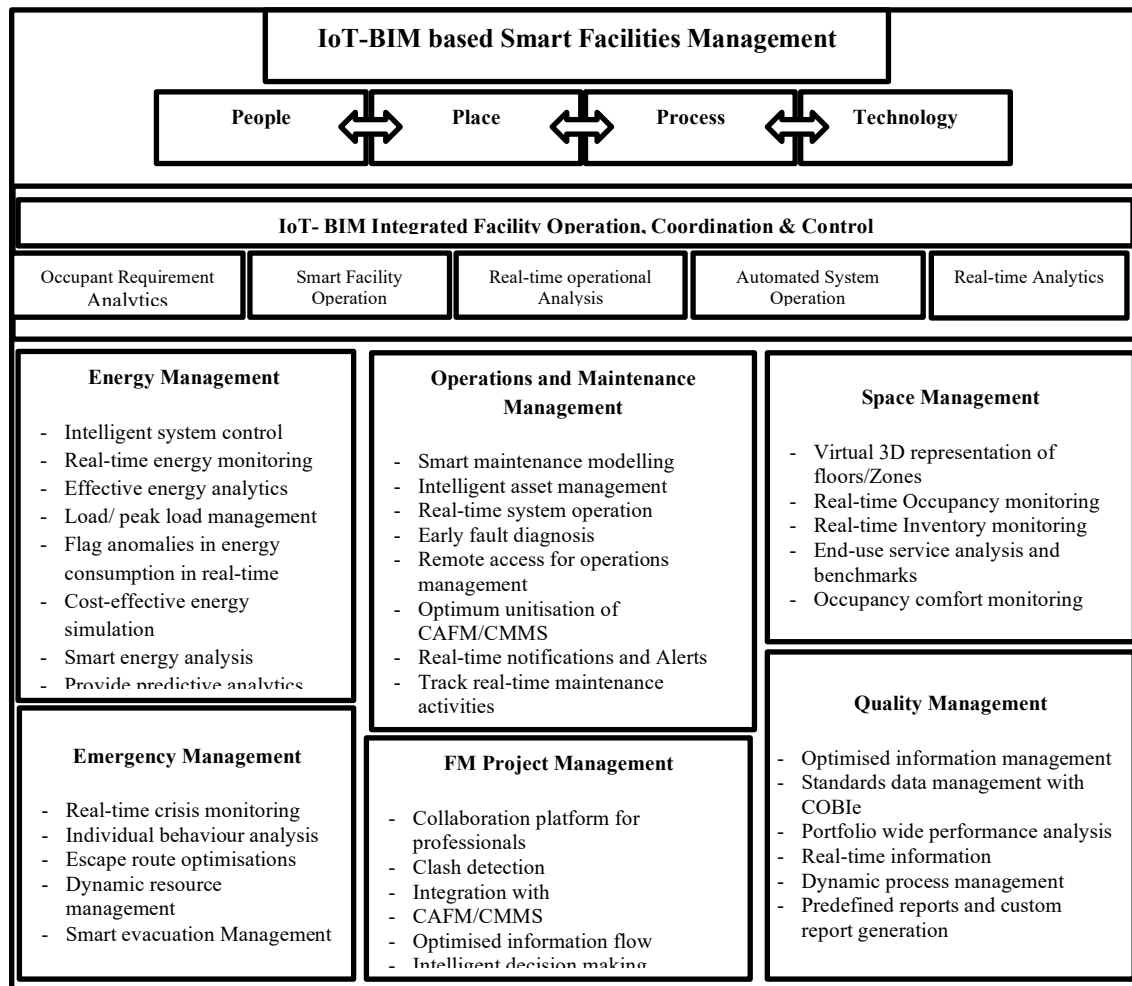 IoT-BIM based Smart Facilities Management
People
Place
Process
Technology
IoT- BIM Integrated Facility Operation, Coordination & Control
Occupant Requirement
Analytics
Smart Facility
Operation
Real-time operational
Analysis
Automated System
Operation
Real-time Analytics
Energy Management
- Intelligent system control
- Real-time energy monitoring
- Effective energy analytics
- Load/ peak load management
- Flag anomalies in energy
consumption in real-time
- Cost-effective energy
simulation
- Smart energy analysis
- Provide predictive analytics
Operations and Maintenance
Management
- Smart maintenance modelling
- Intelligent asset management
- Real-time system operation
- Early fault diagnosis
- Remote access for operations
management
- Optimum unitisation of
CAFM/CMMS
- Real-time notifications and Alerts
- Track real-time maintenance
activities
Space Management
- Virtual 3D representation of
floors/Zones
- Real-time Occupancy monitoring
- Real-time Inventory monitoring
- End-use service analysis and
benchmarks
- Occupancy comfort monitoring
Emergency Management
- Real-time crisis monitoring
- Individual behaviour analysis
- Escape route optimisations
- Dynamic resource
management
- Smart evacuation Management
FM Project Management
- Collaboration platform for
professionals
- Clash detection
- Integration with
- CAFM/CMMS
- Optimised information flow
- Intelligent decision making
Quality Management
- Optimised information management
- Standards data management with
COBIe
- Portfolio wide performance analysis
- Real-time information
- Dynamic process management
- Predefined reports and custom
report generation